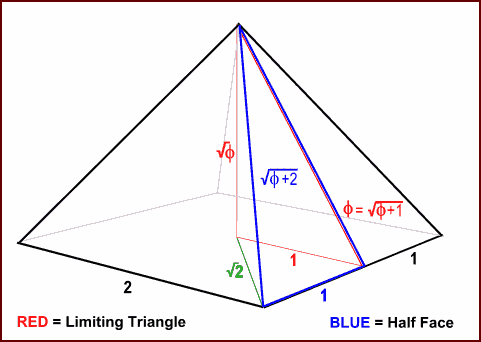 √ϕ
√ϕ+2
ϕ=√ϕ+1
1
1
√2
2
1
RED = Limiting Triangle
BLUE = Half Face